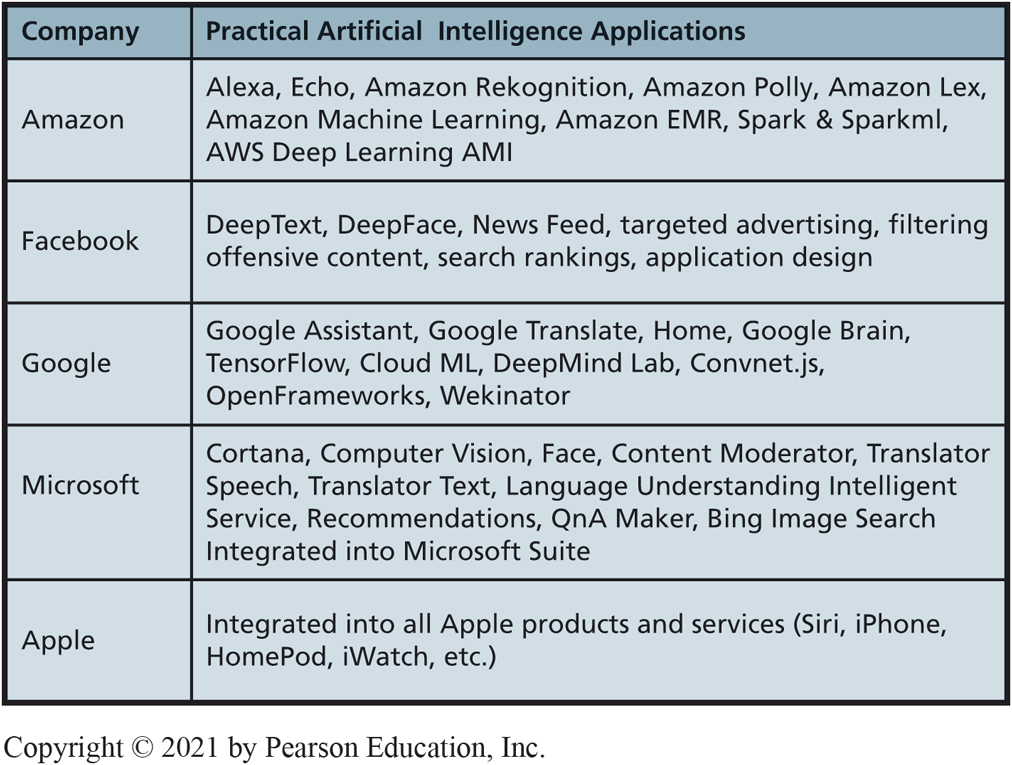 Company Practical Artificial Intelligence Applications
Amazon
Alexa, Echo, Amazon Rekognition, Amazon Polly, Amazon Lex,
Amazon Machine Learning, Amazon EMR, Spark & Sparkml,
AWS Deep Learning AMI
Facebook
DeepText, DeepFace, News Feed, targeted advertising, filtering
offensive content, search rankings, application design
Google
Google Assistant, Google Translate, Home, Google Brain,
TensorFlow, Cloud ML, DeepMind Lab, Convnet.js,
OpenFrameworks, Wekinator
Microsoft
Cortana, Computer Vision, Face, Content Moderator, Translator
Speech, Translator Text, Language Understanding Intelligent
Service, Recommendations, QnA Maker, Bing Image Search
Integrated into Microsoft Suite
Apple
Integrated into all Apple products and services (Siri, iPhone,
HomePod, iWatch, etc.)
Copyright © 2021 by Pearson Education, Inc.